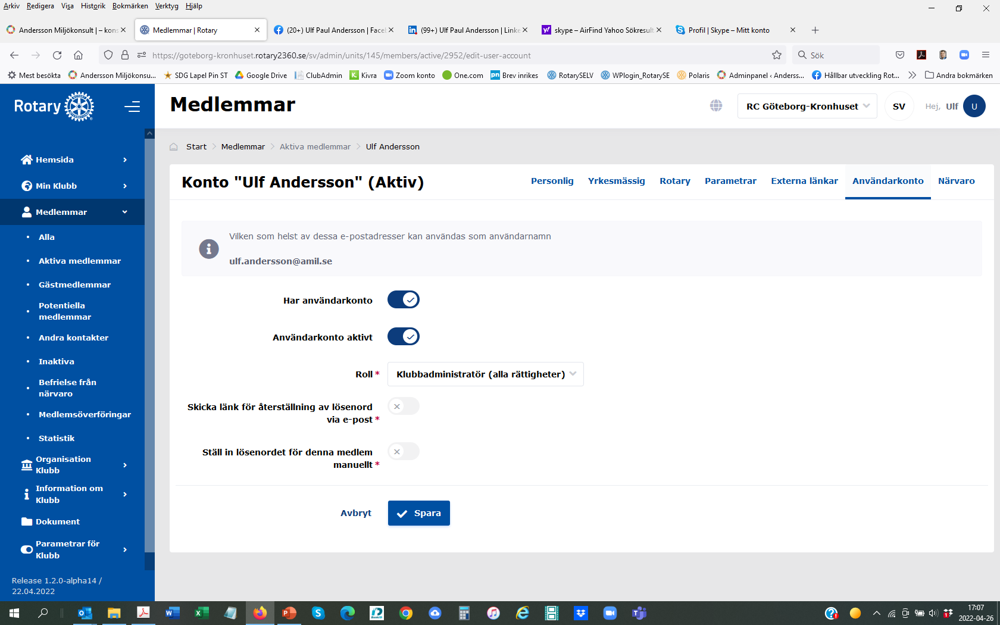 Arkiv Redigera Visa Historik Bokmärken Verktyg Hjälp
Andersson Miljökonsult | – kons
Medlemmar | Rotary
(20+) Ulf Paul Andersson | Faceb
(99+) Ulf Paul Andersson | Linke
skype – AirFind Yahoo Sökresult
Profil | Skype – Mitt konto
https://goteborg-kronhuset.rotary2360.se/sv/admin/units/145/members/active/2952/edit-user-account
Sök
Mest besökta Andersson Miljökonsu... SDG Lapel Pin ST Google Drive ClubAdmin Kivra Zoom konto One.com Brev inrikes RotarySELV WPlogin_RotarySE Polaris Adminpanel ‹ Anderss... Hållbar utveckling Rot... Andra bokmärken
Rotary
Medlemmar
RC Göteborg-Kronhuset
SV
Hej, Ulf
U
Start Medlemmar Aktiva medlemmar Ulf Andersson
Hemsida
Min Klubb
Medlemmar
Alla
Aktiva medlemmar
Gästmedlemmar
Potentiella
medlemmar
Andra kontakter
Inaktiva
Befrielse från
närvaro
Medlemsöverföringar
Statistik
Organisation
Klubb
Information om
Klubb
Dokument
Parametrar för
Klubb
Release 1.2.0-alpha14 /
22.04.2022
Konto "Ulf Andersson" (Aktiv)
Personlig Yrkesmässig Rotary Parametrar Externa länkar Användarkonto Närvaro
Vilken som helst av dessa e-postadresser kan användas som användarnamn
ulf.andersson@amil.se
Har användarkonto
Användarkonto aktivt
Roll *
Klubbadministratör (alla rättigheter)
Skicka länk för återställning av lösenord
via e-post *
Ställ in lösenordet för denna medlem
manuellt *
Avbryt
Spara
17:07
2022-04-26